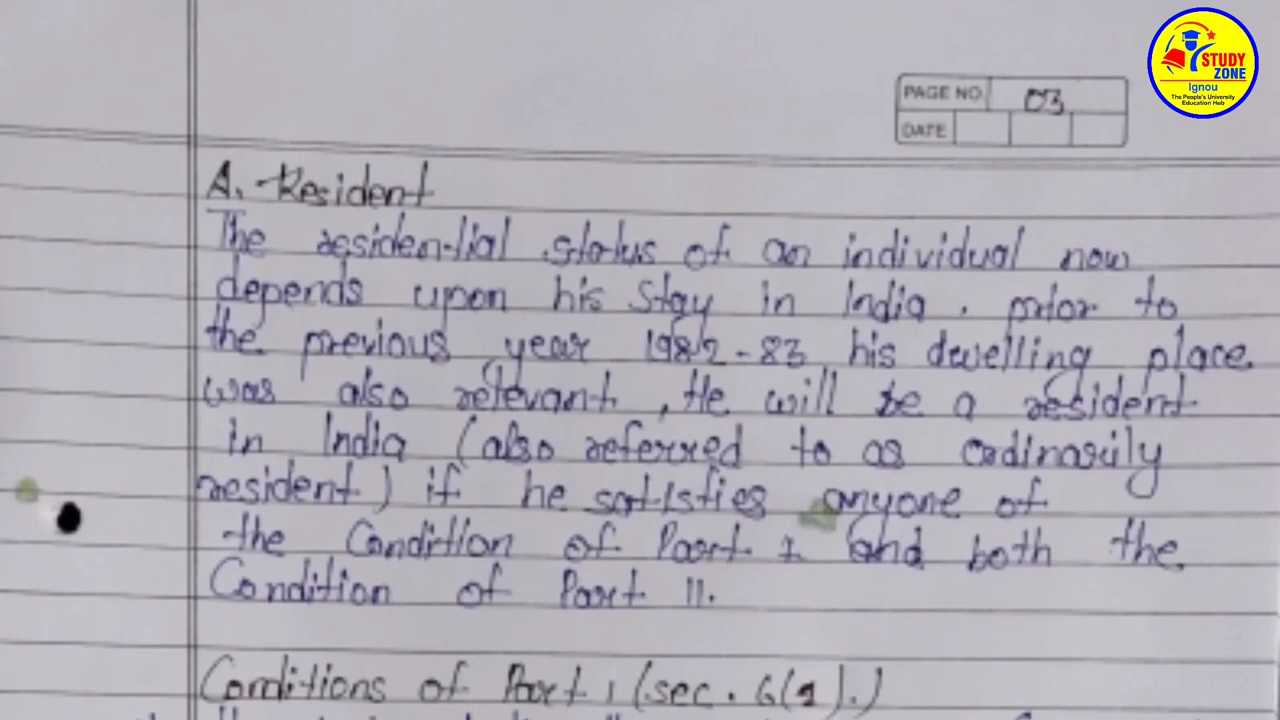 STUDY
ZONE
Ignou
The People's University
Education Hub
PAGE NO. 03
DATE
A. Resident
The residential status of an individual now
depends upon his stay in India. prior to
the previous year 1982-83 his dwelling place
was also relevant, He will be a resident
in India (also referred to as ordinarily
resident) if he satisfies anyone of
the Condition of Part 1 and both the
Condition of Part II.
Conditions of Part 1 (sec. 6(1).)